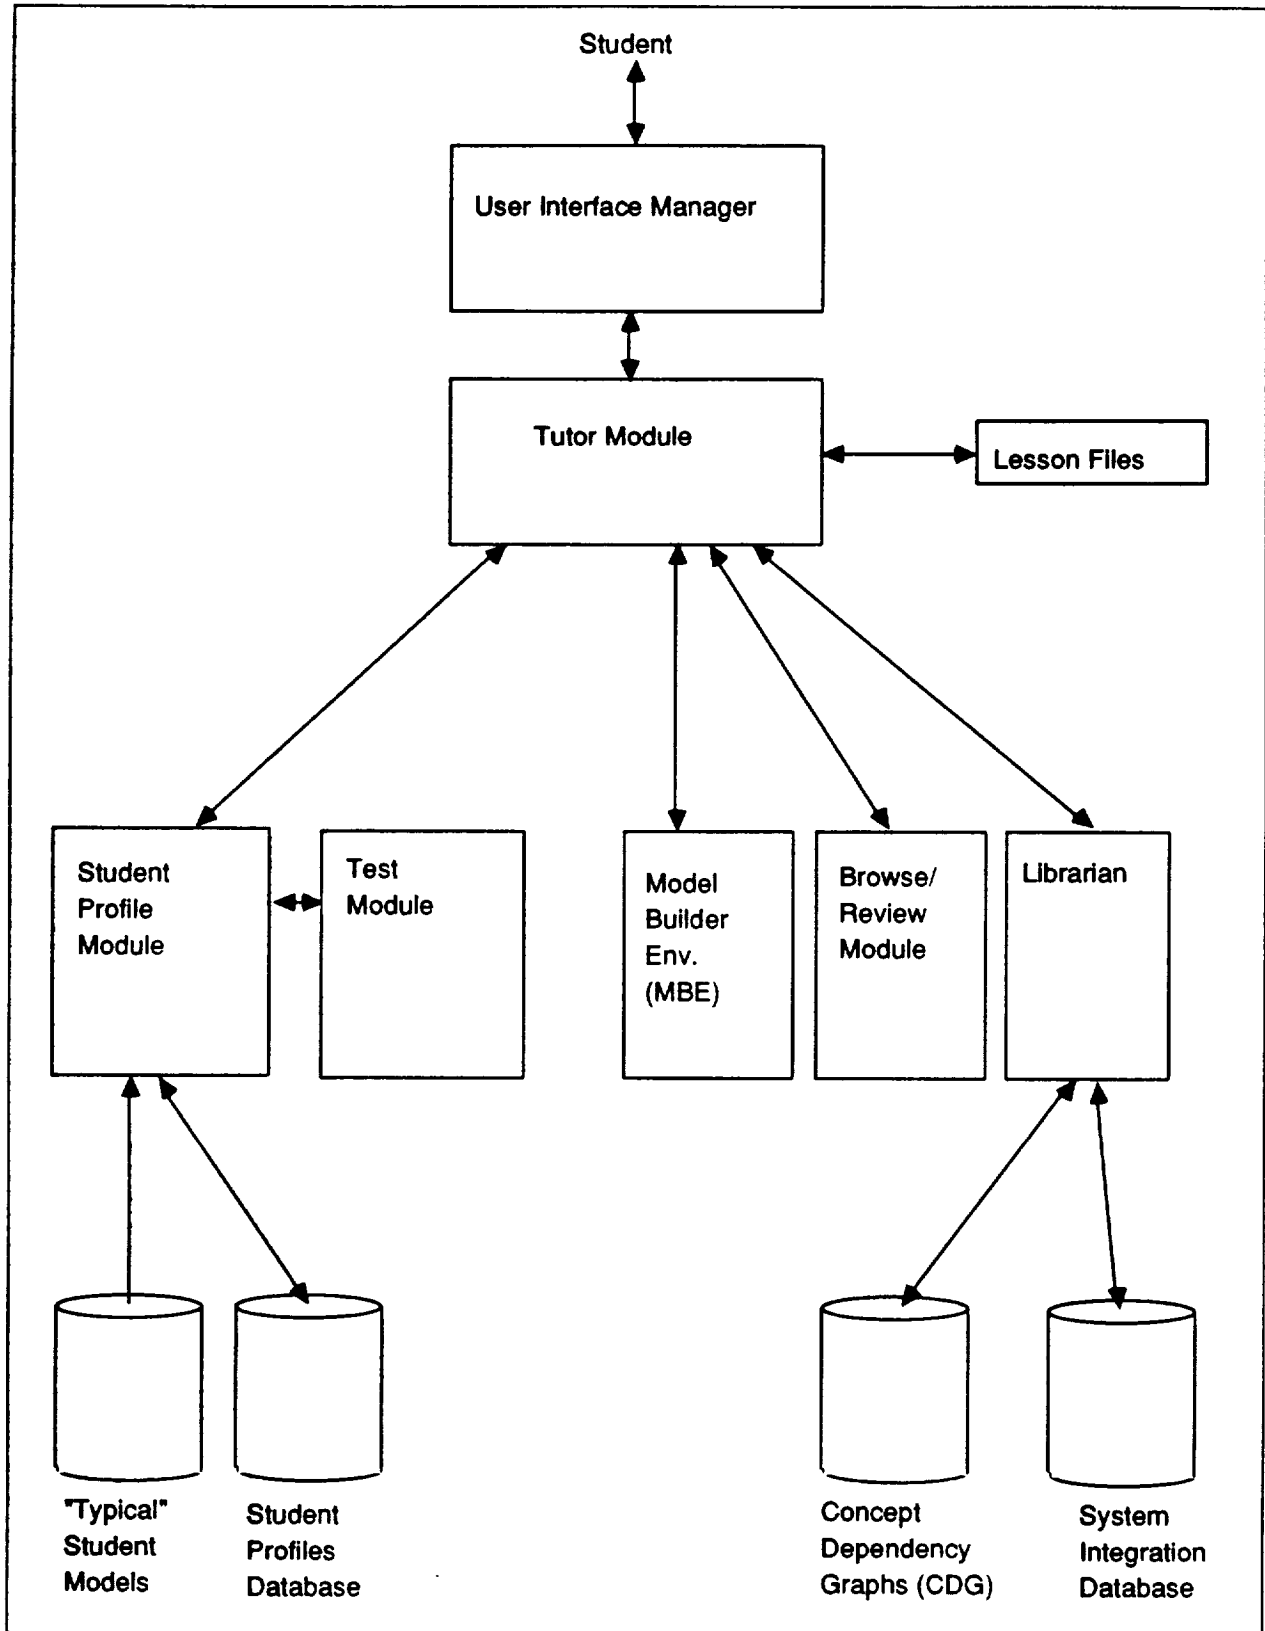 Student
User Interface Manager
Tutor Module
Lesson Files
Student
Profile
Module
Test
Module
Model
Builder
Env.
(MBE)
Browse/
Review
Module
Librarian
"Typical"
Student
Models
Student
Profiles
Database
Concept
Dependency
Graphs (CDG)
System
Integration
Database